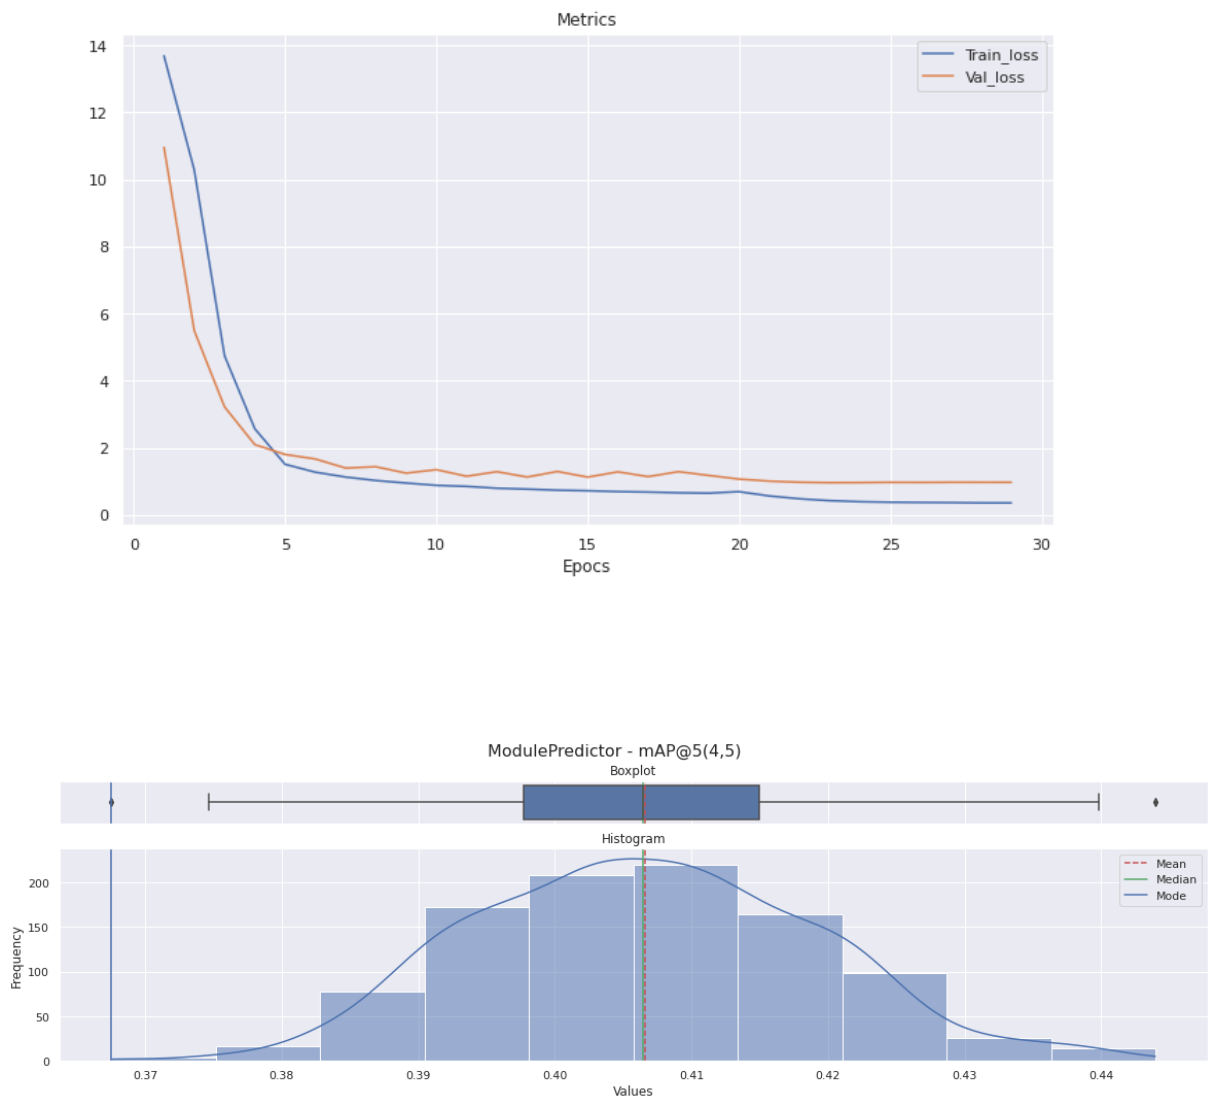 Metrics
14
12
10
8
6
4
2
0
Train_loss
Val_loss
0 5 10 15 20 25 30
Epocs
ModulePredictor - mAP@5(4,5)
Boxplot
Histogram
Frequency
200
150
100
50
0
Mean
Median
Mode
0.37 0.38 0.39 0.40 0.41 0.42 0.43 0.44
Values